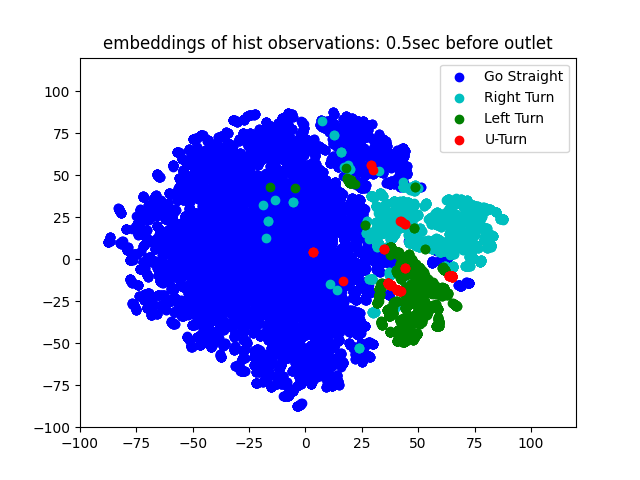 embeddings of hist observations: 0.5sec before outlet
Go Straight
Right Turn
Left Turn
U-Turn
100
75
50
25
0
−25
−50
−75
−100
−100 −75 −50 −25 0 25 50 75 100